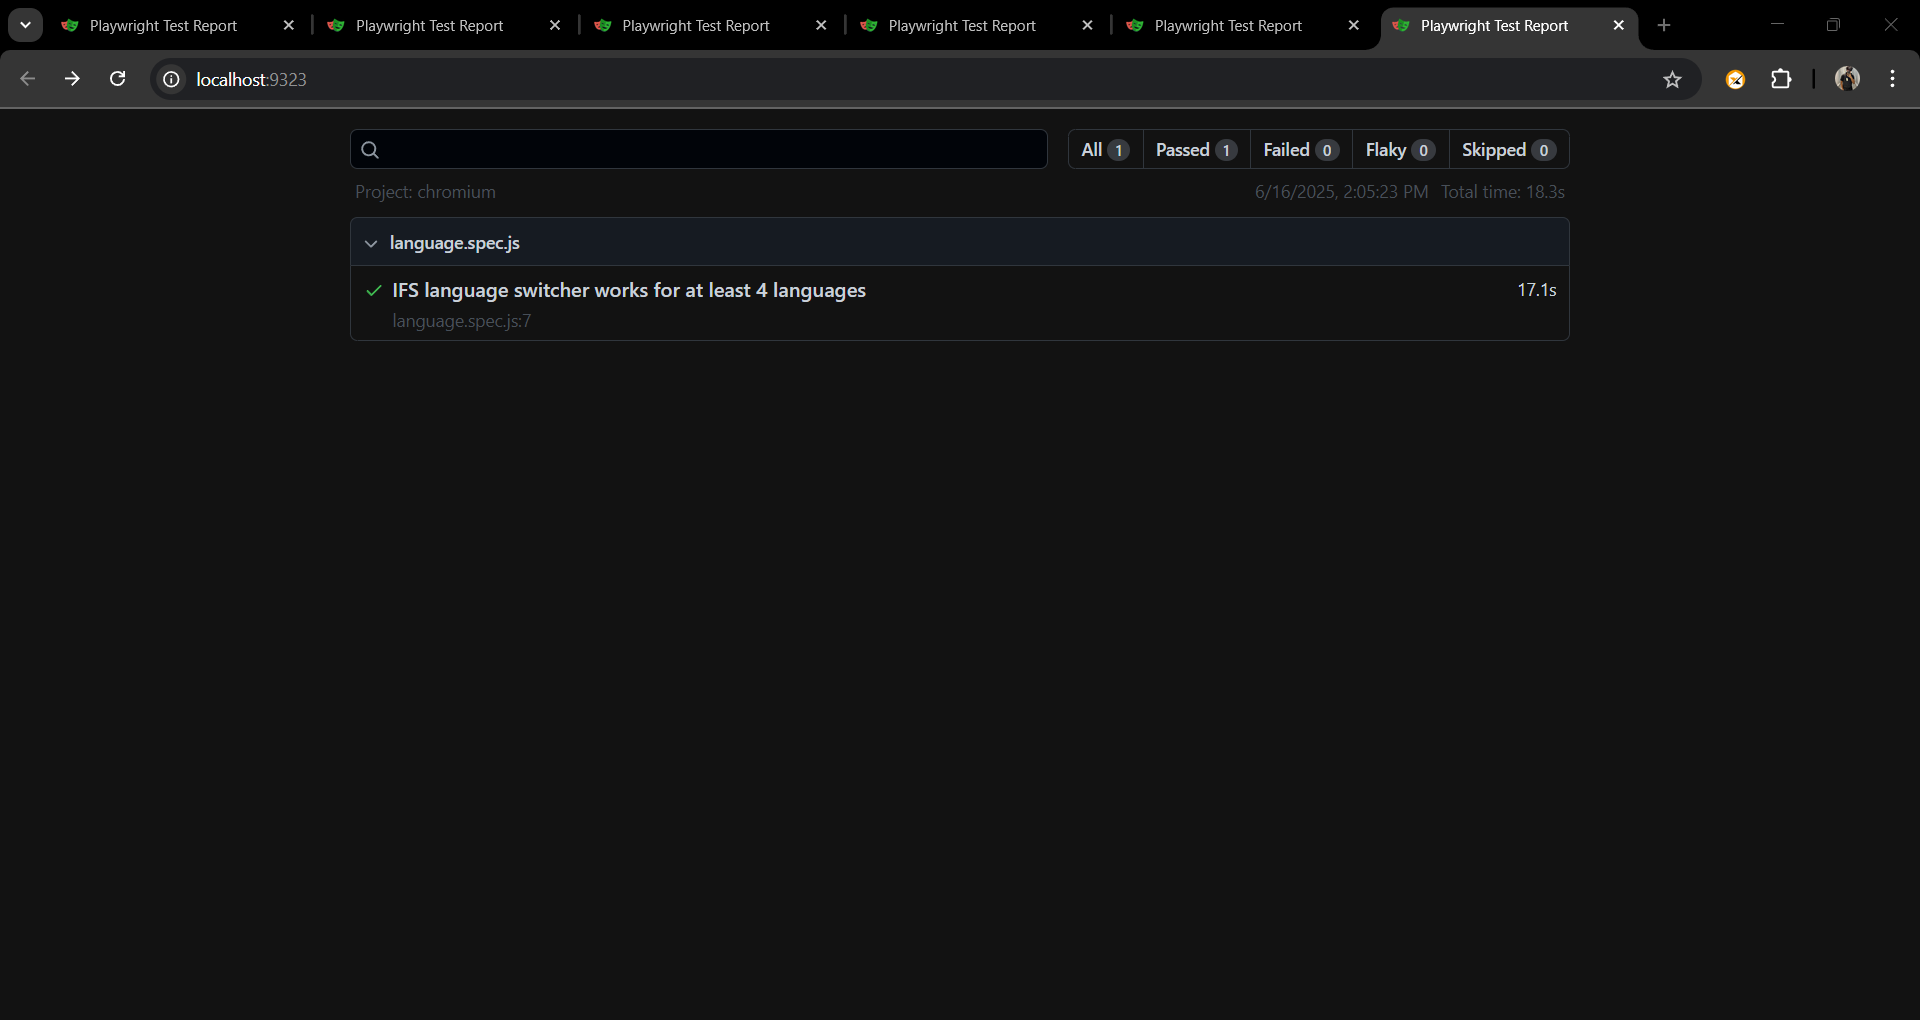 Playwright Test Report
Playwright Test Report
Playwright Test Report
Playwright Test Report
Playwright Test Report
Playwright Test Report
localhost:9323
All 1 Passed 1 Failed 0 Flaky 0 Skipped 0
Project: chromium 6/16/2025, 2:05:23 PM Total time: 18.3s
language.spec.js
IFS language switcher works for at least 4 languages 17.1s
language.spec.js:7